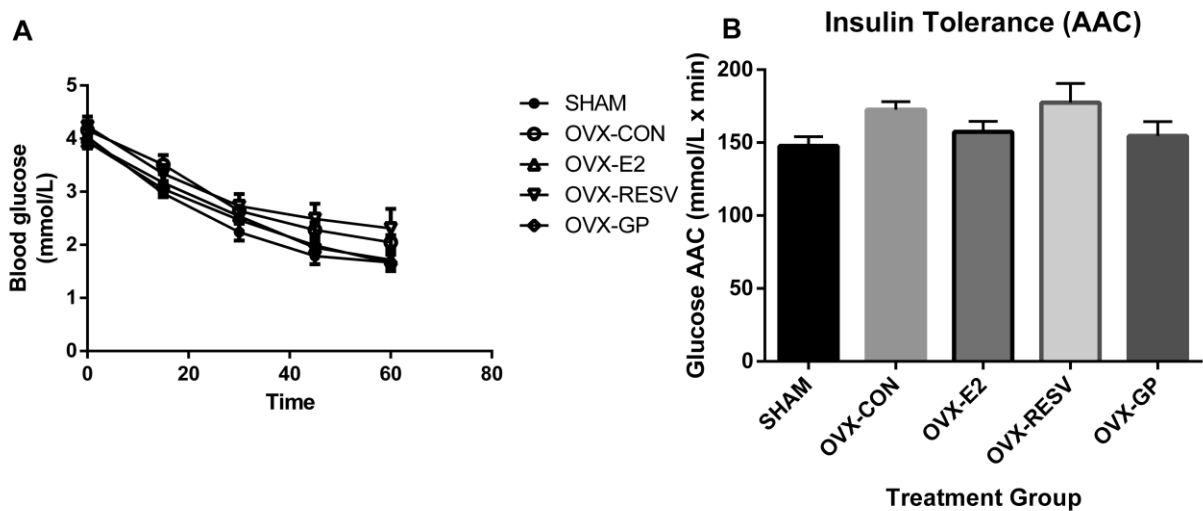 A
Blood glucose
(mmol/L)
5
4
3
2
1
0
0 20 40 60 80
Time
SHAM
OVX-CON
OVX-E2
OVX-RESV
OVX-GP
B
Insulin Tolerance (AAC)
Glucose AAC (mmol/L x min)
200
150
100
50
0
SHAM
OVX-CON
OVX-E2
OVX-RESV
OVX-GP
Treatment Group